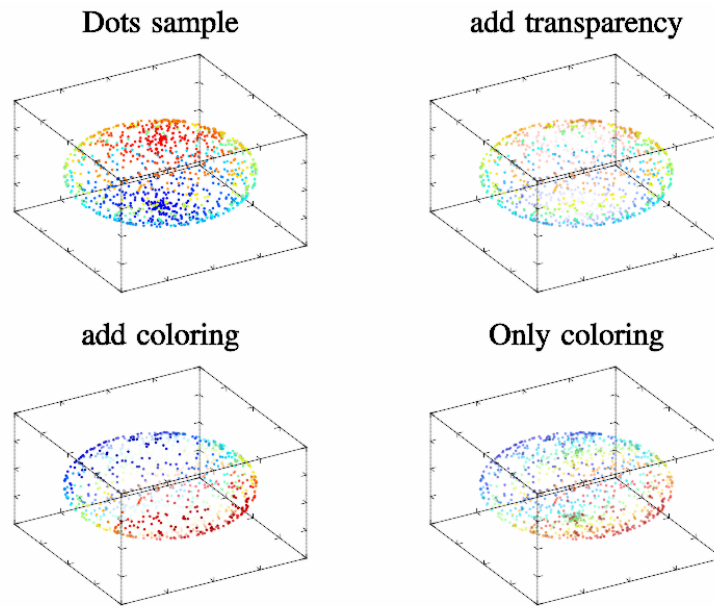 Dots sample
add transparency
add coloring
Only coloring